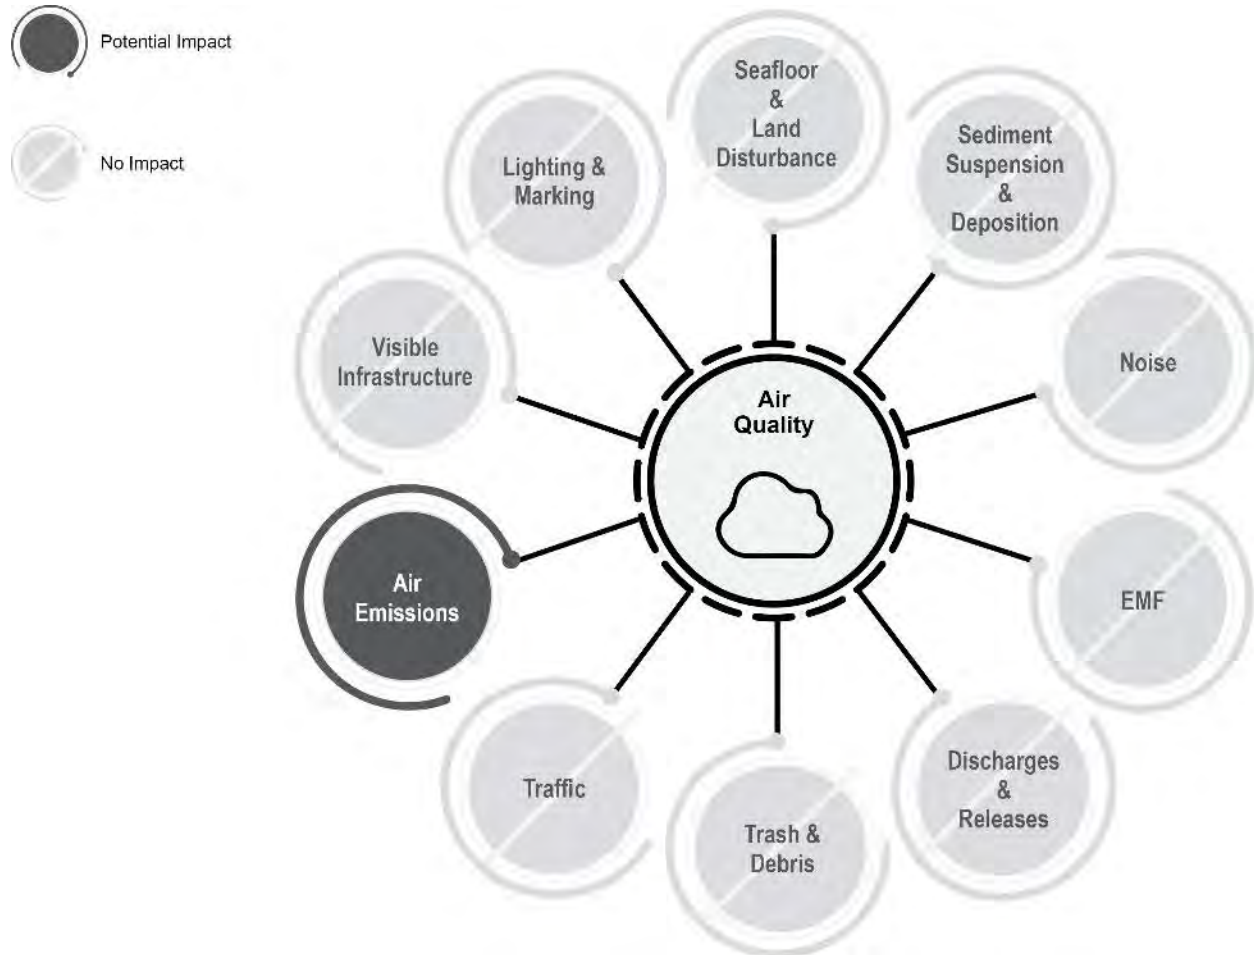 Potential Impact
No Impact
Seafloor
&
Land
Disturbance
Sediment
Suspension
&
Deposition
Noise
EMF
Discharges
&
Releases
Trash &
Debris
Traffic
Air
Emissions
Visible
Infrastructure
Lighting &
Marking
Air
Quality